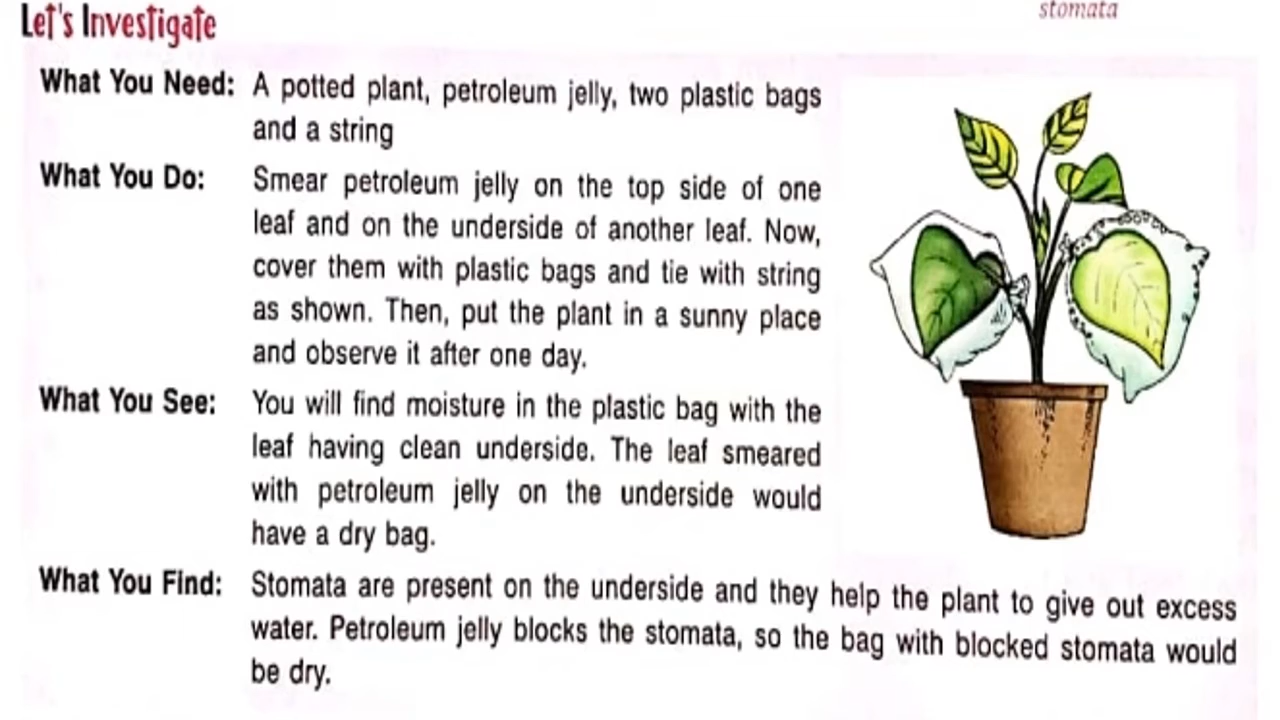 stomata
Let's Investigate
What You Need: A potted plant, petroleum jelly, two plastic bags
and a string
What You Do: Smear petroleum jelly on the top side of one
leaf and on the underside of another leaf. Now,
cover them with plastic bags and tie with string
as shown. Then, put the plant in a sunny place
and observe it after one day.
What You See: You will find moisture in the plastic bag with the
leaf having clean underside. The leaf smeared
with petroleum jelly on the underside would
have a dry bag.
What You Find: Stomata are present on the underside and they help the plant to give out excess
water. Petroleum jelly blocks the stomata, so the bag with blocked stomata would
be dry.